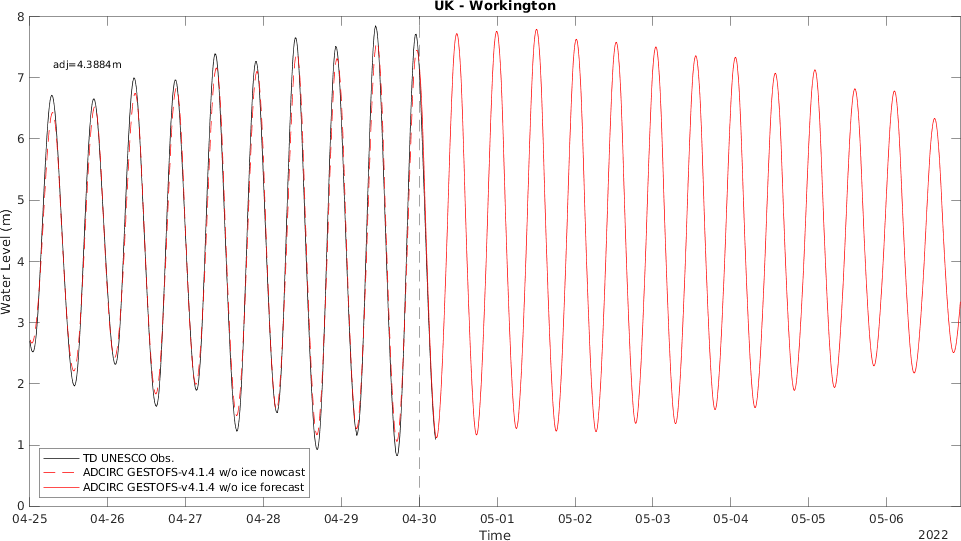 UK - Workington
8
7
6
5
4
3
2
1
0
Water Level (m)
adj=4.3884m
TD UNESCO Obs.
ADCIRC GESTOFS-v4.1.4 w/o ice nowcast
ADCIRC GESTOFS-v4.1.4 w/o ice forecast
04-25 04-26 04-27 04-28 04-29 04-30 05-01 05-02 05-03 05-04 05-05 05-06
Time
2022